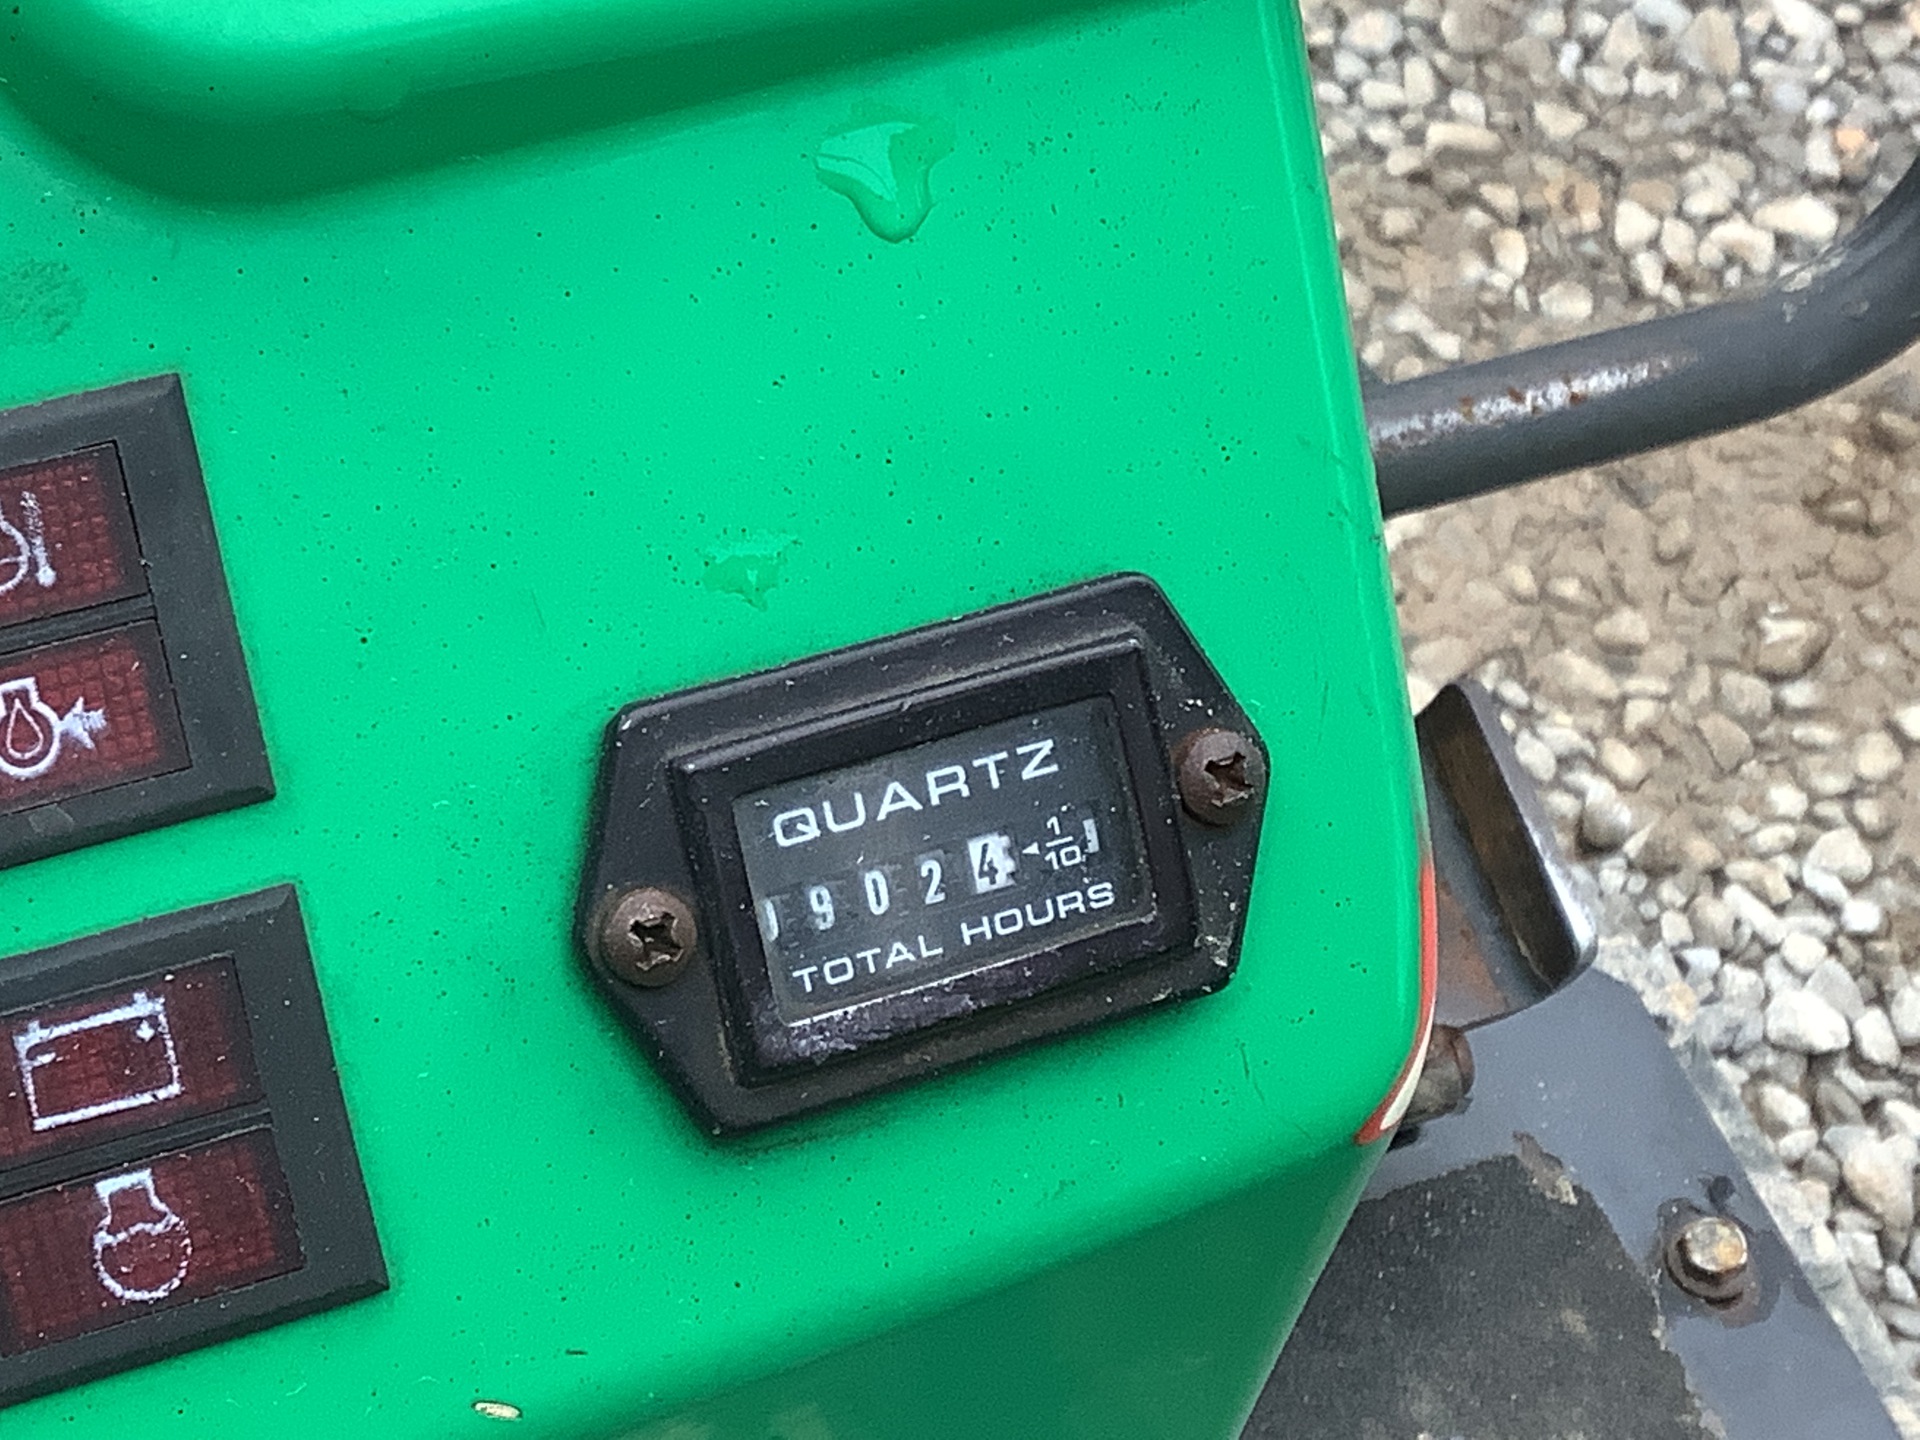 QUARTZ
9024 ◄ 1/10
TOTAL HOURS